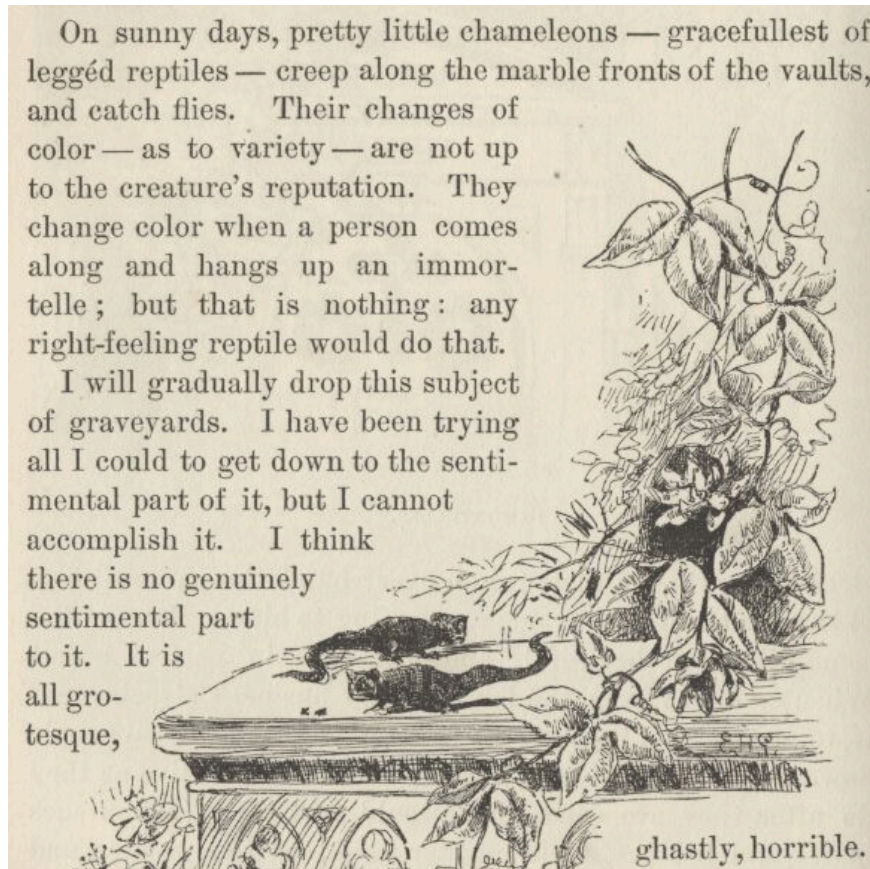 On sunny days, pretty little chameleons — gracefullest of
leggéd reptiles — creep along the marble fronts of the vaults,
and catch flies. Their changes of
color — as to variety — are not up
to the creature's reputation. They
change color when a person comes
along and hangs up an immor-
telle; but that is nothing: any
right-feeling reptile would do that.
I will gradually drop this subject
of graveyards. I have been trying
all I could to get down to the senti-
mental part of it, but I cannot
accomplish it. I think
there is no genuinely
sentimental part
to it. It is
all gro-
tesque,
E.H.G.
ghastly, horrible.